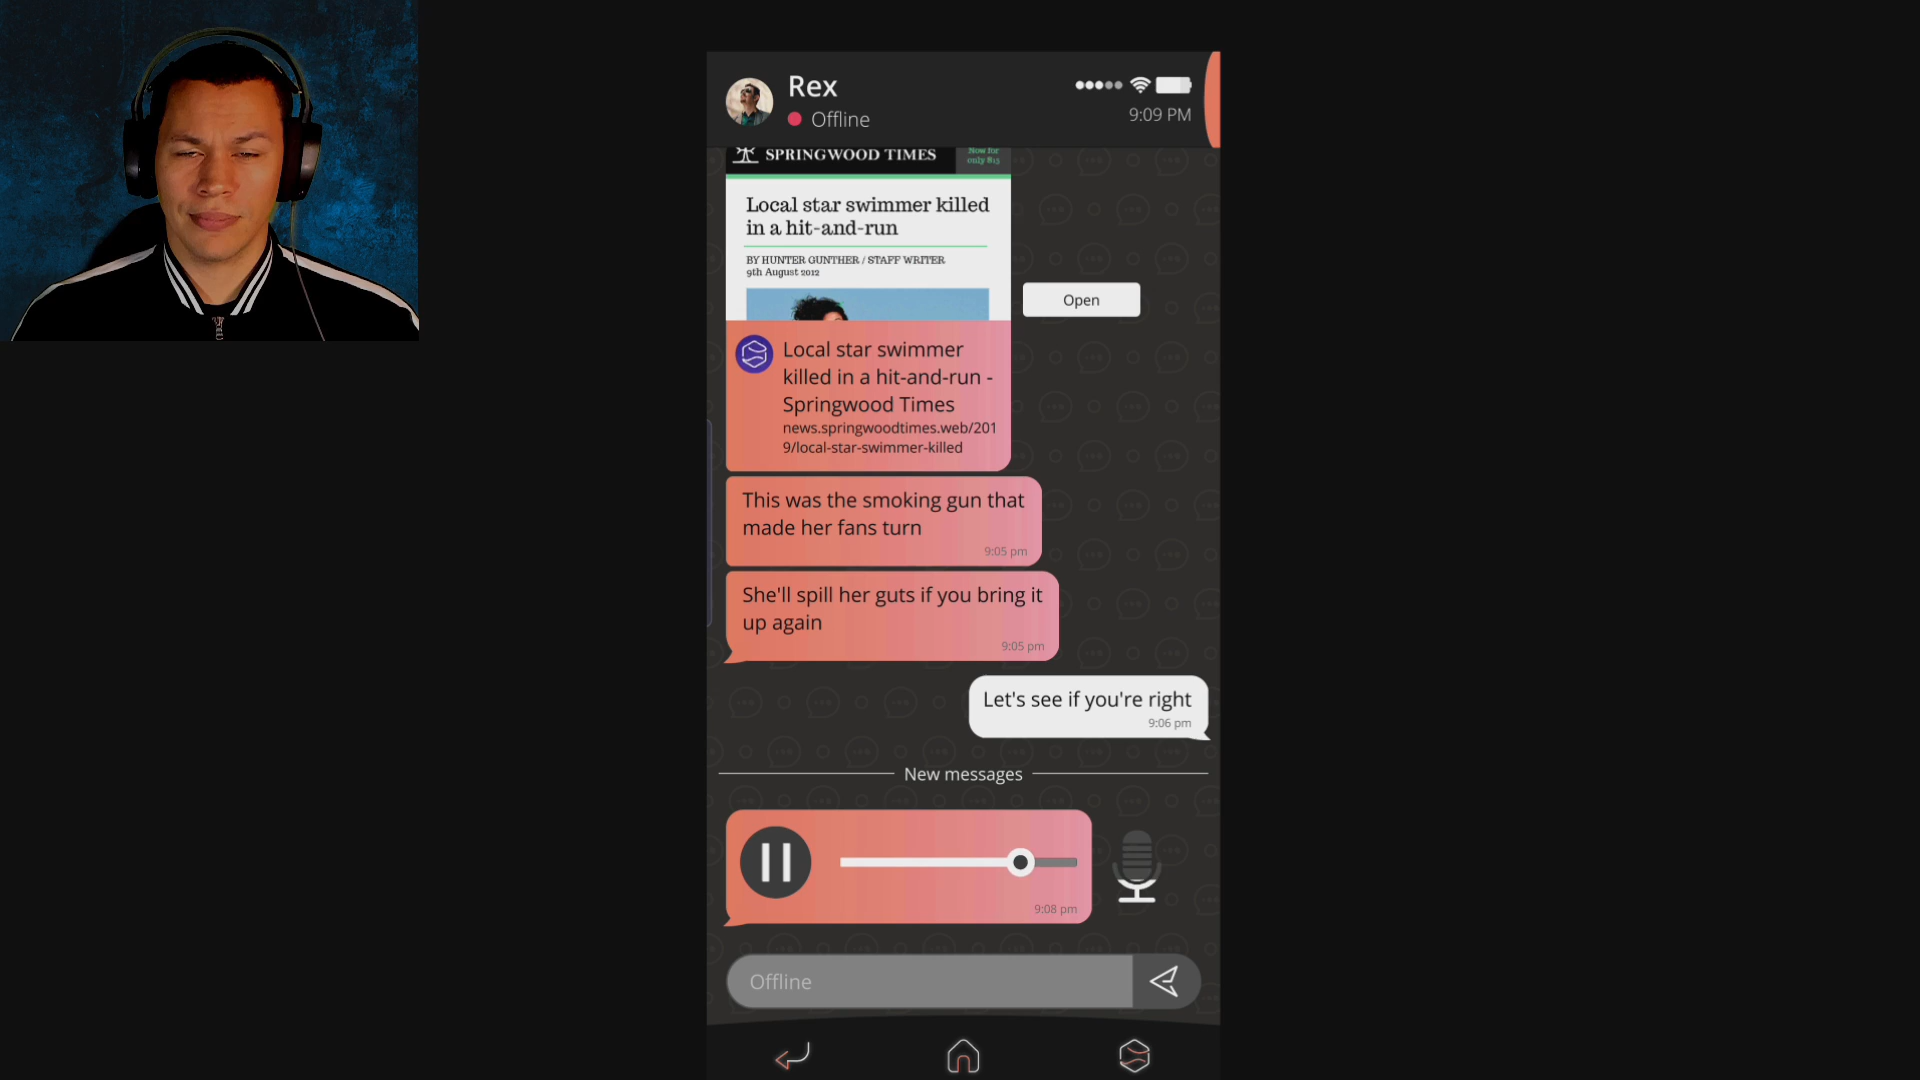 Rex
Offline
9:09 PM
SPRINGWOOD TIMES
Now for
only $13
Local star swimmer killed
in a hit-and-run
BY HUNTER GUNTHER / STAFF WRITER
9th August 2012
Open
Local star swimmer
killed in a hit-and-run -
Springwood Times
news.springwoodtimes.web/201
9/local-star-swimmer-killed
This was the smoking gun that
made her fans turn
9:05 pm
She'll spill her guts if you bring it
up again
9:05 pm
Let's see if you're right
9:06 pm
New messages
9:08 pm
Offline